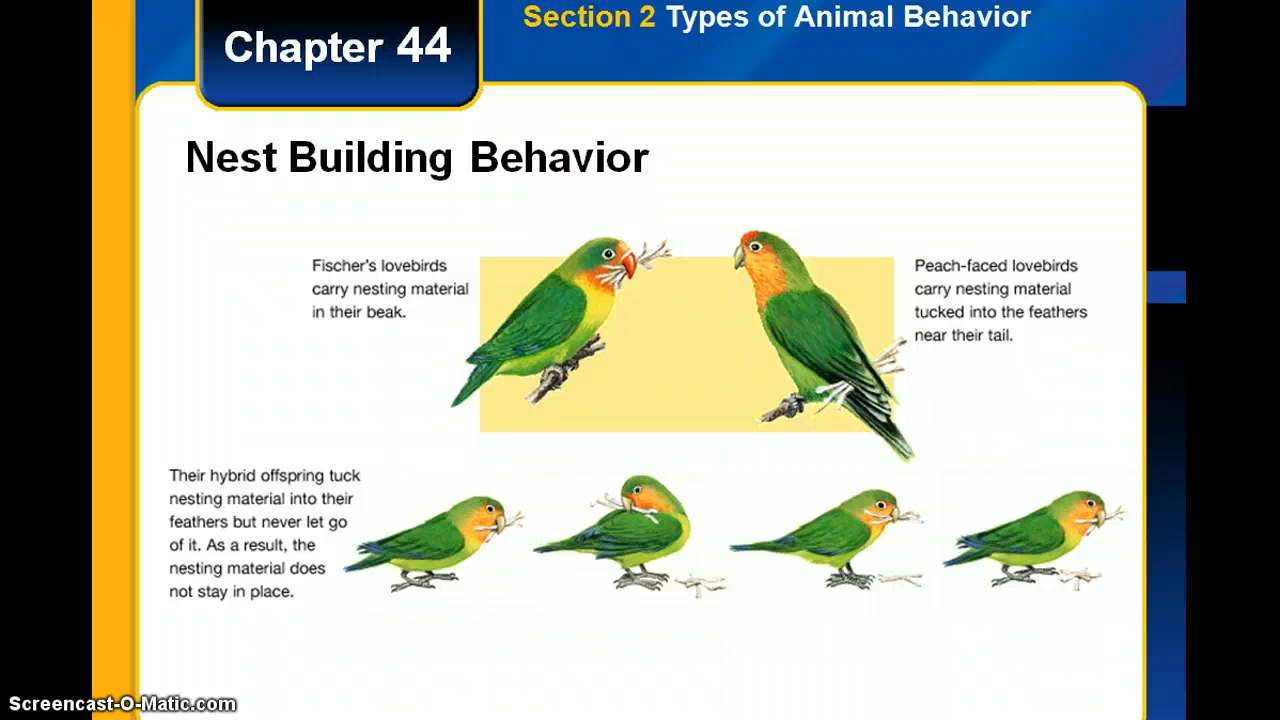 Section 2 Types of Animal Behavior
Chapter 44
Nest Building Behavior
Fischer's lovebirds
carry nesting material
in their beak.
Peach-faced lovebirds
carry nesting material
tucked into the feathers
near their tail.
Their hybrid offspring tuck
nesting material into their
feathers but never let go
of it. As a result, the
nesting material does
not stay in place.
Screencast-O-Matic.com